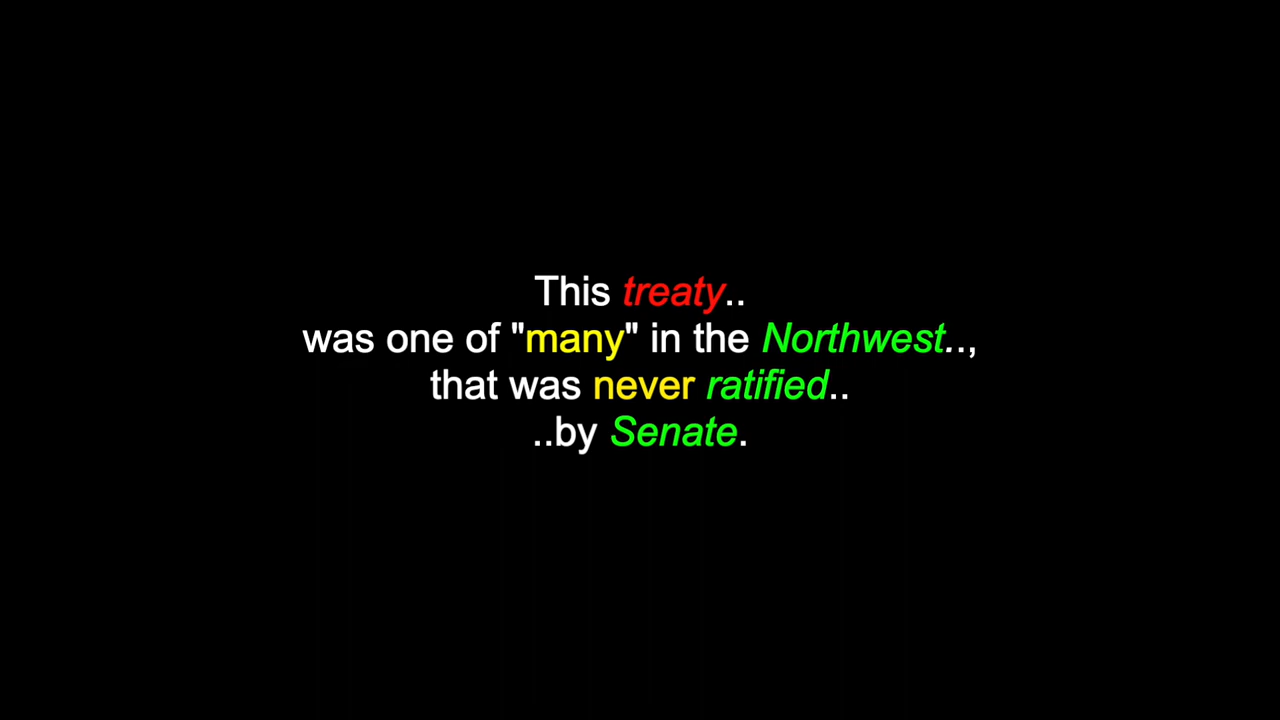 This treaty..
was one of "many" in the Northwest..,
that was never ratified..
..by Senate.